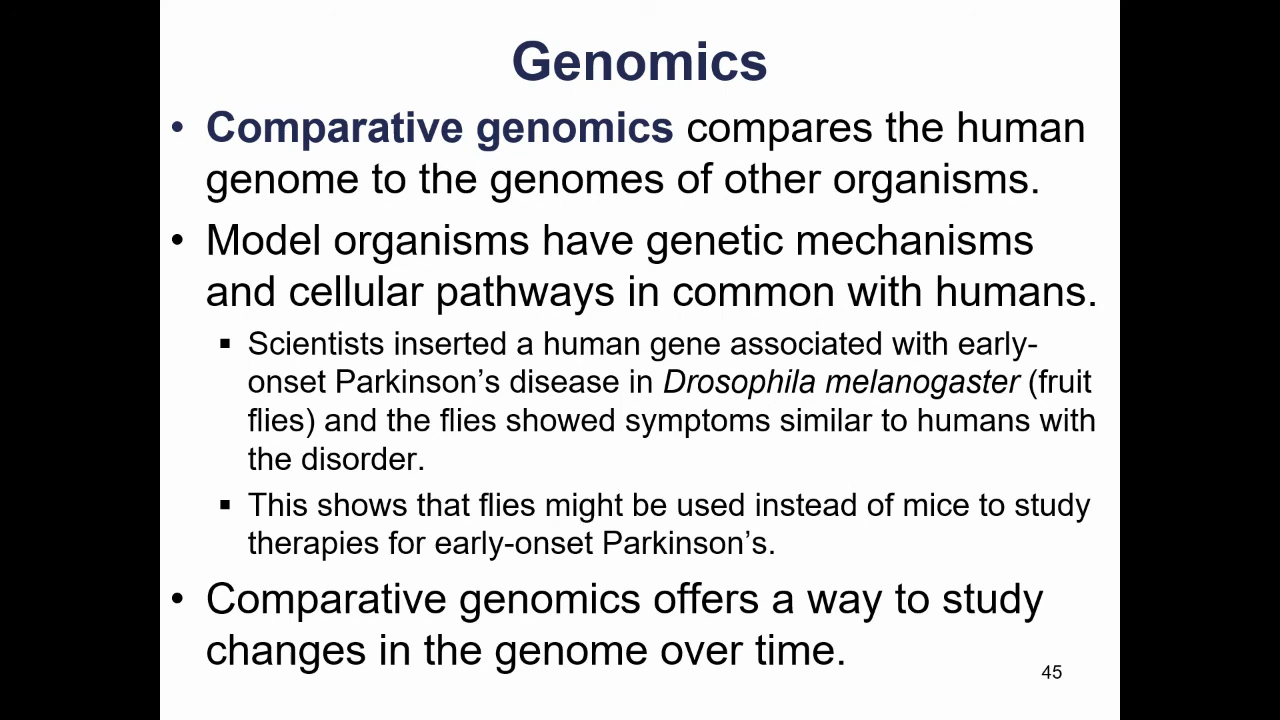 Genomics
• Comparative genomics compares the human
genome to the genomes of other organisms.
• Model organisms have genetic mechanisms
and cellular pathways in common with humans.
▪ Scientists inserted a human gene associated with early-
onset Parkinson’s disease in Drosophila melanogaster (fruit
flies) and the flies showed symptoms similar to humans with
the disorder.
▪ This shows that flies might be used instead of mice to study
therapies for early-onset Parkinson’s.
• Comparative genomics offers a way to study
changes in the genome over time.
45